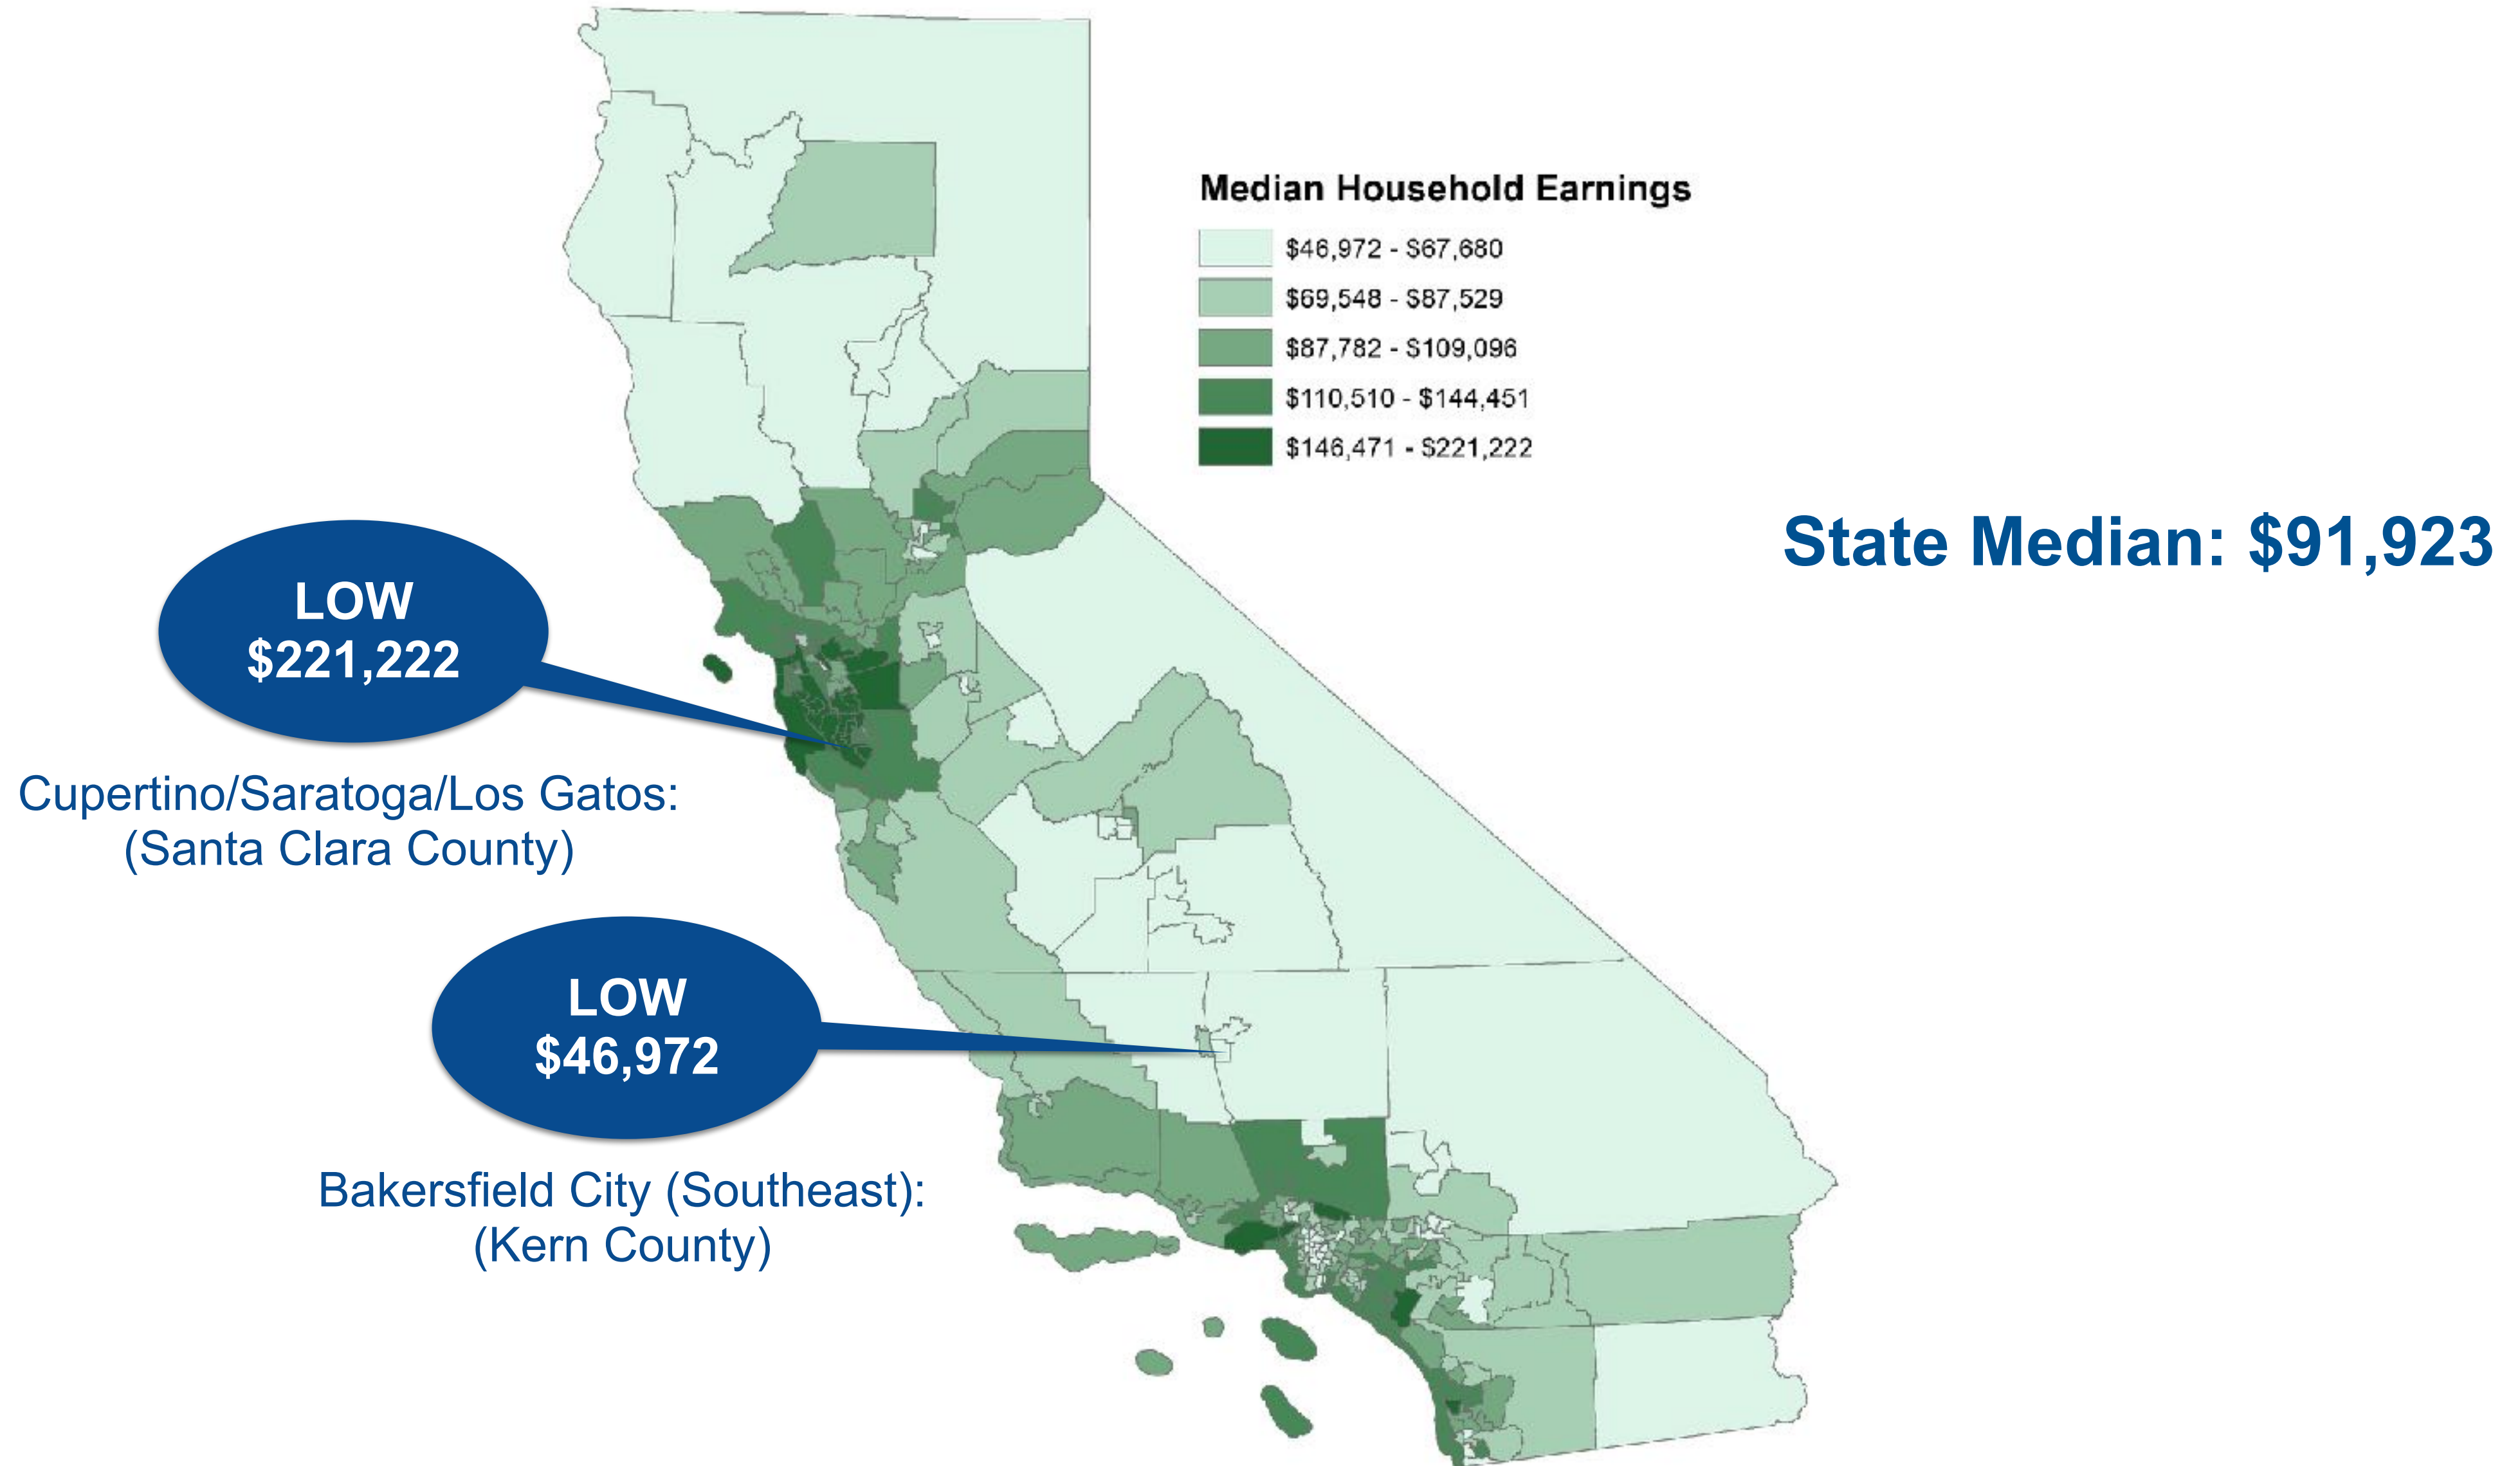 Median Household Earnings
$46,972 - $67,680
$69,548 - $87,529
$87,782 - $109,096
$110,510 - $144,451
$146,471 - $221,222
State Median: $91,923
LOW
$221,222
Cupertino/Saratoga/Los Gatos:
(Santa Clara County)
LOW
$46,972
Bakersfield City (Southeast):
(Kern County)